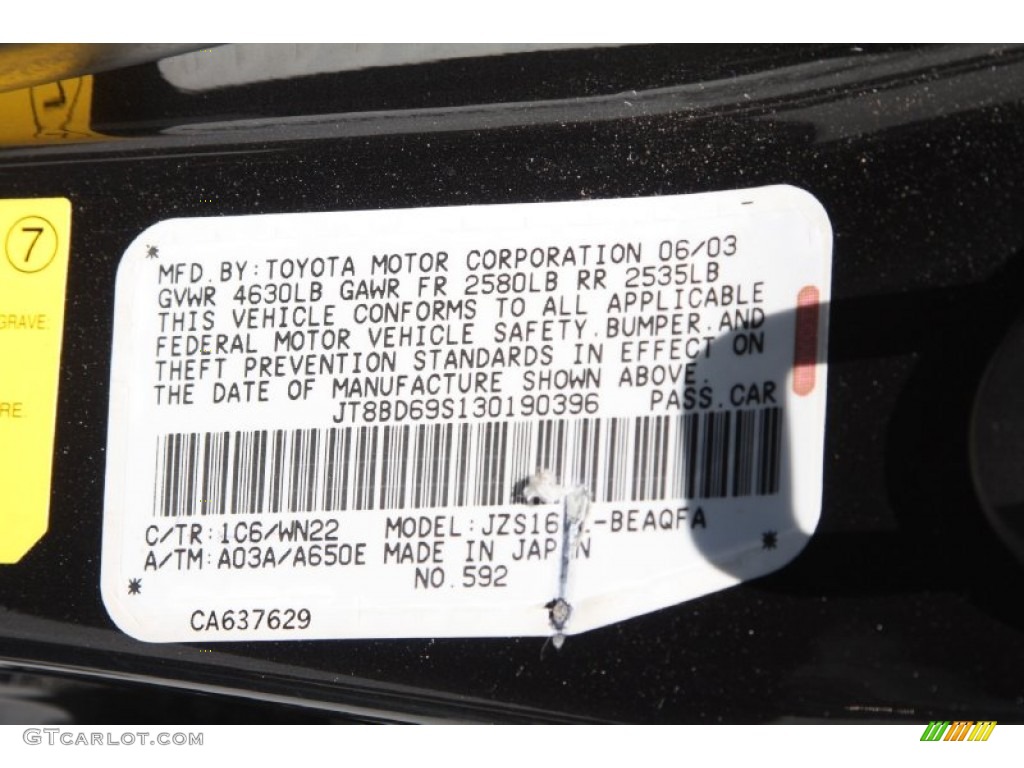 7
GRAVE:
RE.
MFD. BY: TOYOTA MOTOR CORPORATION 06/03
GVWR 4630LB GAWR FR 2580LB RR 2535LB
THIS VEHICLE CONFORMS TO ALL APPLICABLE
FEDERAL MOTOR VEHICLE SAFETY, BUMPER, AND
THEFT PREVENTION STANDARDS IN EFFECT ON
THE DATE OF MANUFACTURE SHOWN ABOVE.
JT8BD69S130190396 PASS. CAR
C/TR: 1C6/WN22 MODEL: -BEAQFA
A/TM: A03A/A650E MADE IN JAPAN
NO. 592
CA637629
GTCARLOT.COM